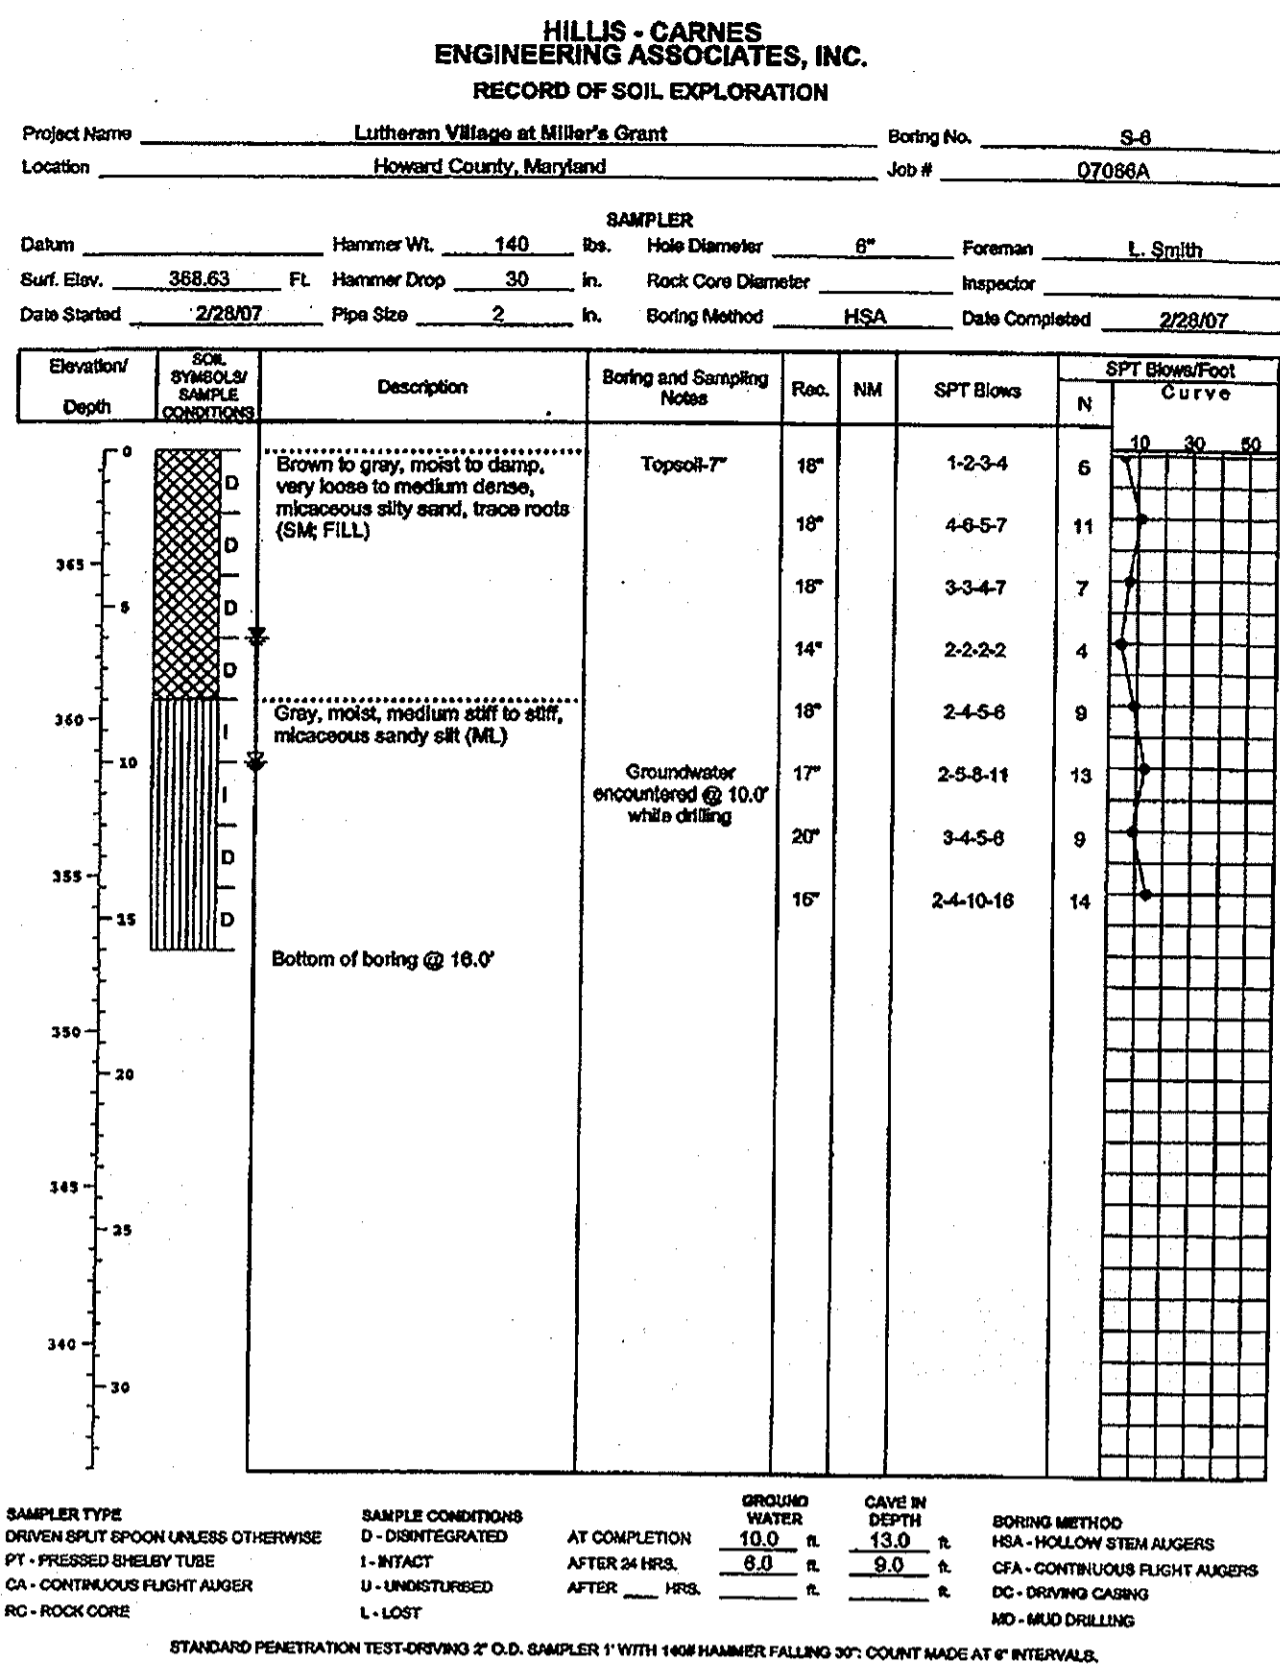 HILLIS - CARNES
ENGINEERING ASSOCIATES, INC.
RECORD OF SOIL EXPLORATION
Project Name Lutheran Village at Miller's Grant Boring No. S-6
Location Howard County, Maryland Job # 07086A
SAMPLER
Datum Hammer Wt. 140 lbs. Hole Diameter 6" Foreman L. Smith
Surf. Elev. 368.63 Ft. Hammer Drop 30 in. Rock Core Diameter Inspector
Date Started 2/28/07 Pipe Size 2 in. Boring Method HSA Date Completed 2/28/07
Elevation/ Depth
SOIL SYMBOLS/ SAMPLE CONDITIONS
Description
Boring and Sampling Notes
Rec. NM SPT Blows
SPT Blows/Foot
N Curve
10 30 50
0 D Brown to gray, moist to damp, Topsoil-7" 18" 1-2-3-4 5
very loose to medium dense,
micaceous silty sand, trace roots
(SM; FILL)
D 18" 4-6-5-7 11
365
D 18" 3-3-4-7 7
5
D 14" 2-2-2-2 4
360 I Gray, moist, medium stiff to stiff, 18" 2-4-5-6 9
micaceous sandy silt (ML)
10 I Groundwater 17" 2-5-8-11 13
encountered @ 10.0'
while drilling
D 20" 3-4-5-6 9
355
15 D 16" 2-4-10-16 14
Bottom of boring @ 16.0'
350
20
345
25
340
30
SAMPLER TYPE
DRIVEN SPLIT SPOON UNLESS OTHERWISE
PT - PRESSED SHELBY TUBE
CA - CONTINUOUS FLIGHT AUGER
RC - ROCK CORE
SAMPLE CONDITIONS
D - DISINTEGRATED
I - INTACT
U - UNDISTURBED
L - LOST
GROUND WATER CAVE IN DEPTH
AT COMPLETION 10.0 ft. 13.0 ft.
AFTER 24 HRS. 6.0 ft. 9.0 ft.
AFTER ____ HRS. ft. ft.
BORING METHOD
HSA - HOLLOW STEM AUGERS
CFA - CONTINUOUS FLIGHT AUGERS
DC - DRIVING CASING
MD - MUD DRILLING
STANDARD PENETRATION TEST-DRIVING 2" O.D. SAMPLER 1' WITH 140# HAMMER FALLING 30": COUNT MADE AT 6" INTERVALS.